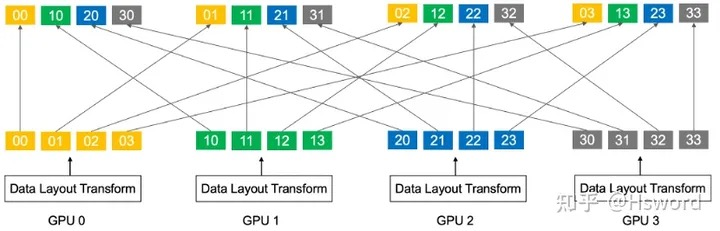 00 10 20 30 01 11 21 31 02 12 22 32 03 13 23 33
00 01 02 03 10 11 12 13 20 21 22 23 30 31 32 33
Data Layout Transform Data Layout Transform Data Layout Transform Data Layout Transform
GPU 0 GPU 1 GPU 2 GPU 3
知乎 @Hsword